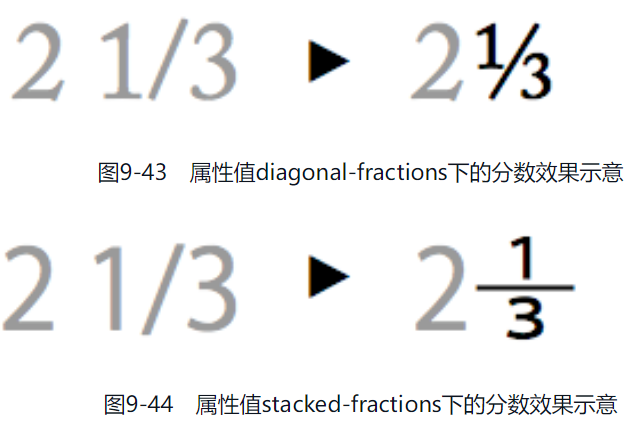 2 1/3 ▶ 2⅓
图9-43 属性值diagonal-fractions下的分数效果示意
2 1/3 ▶ 2 1/3
图9-44 属性值stacked-fractions下的分数效果示意